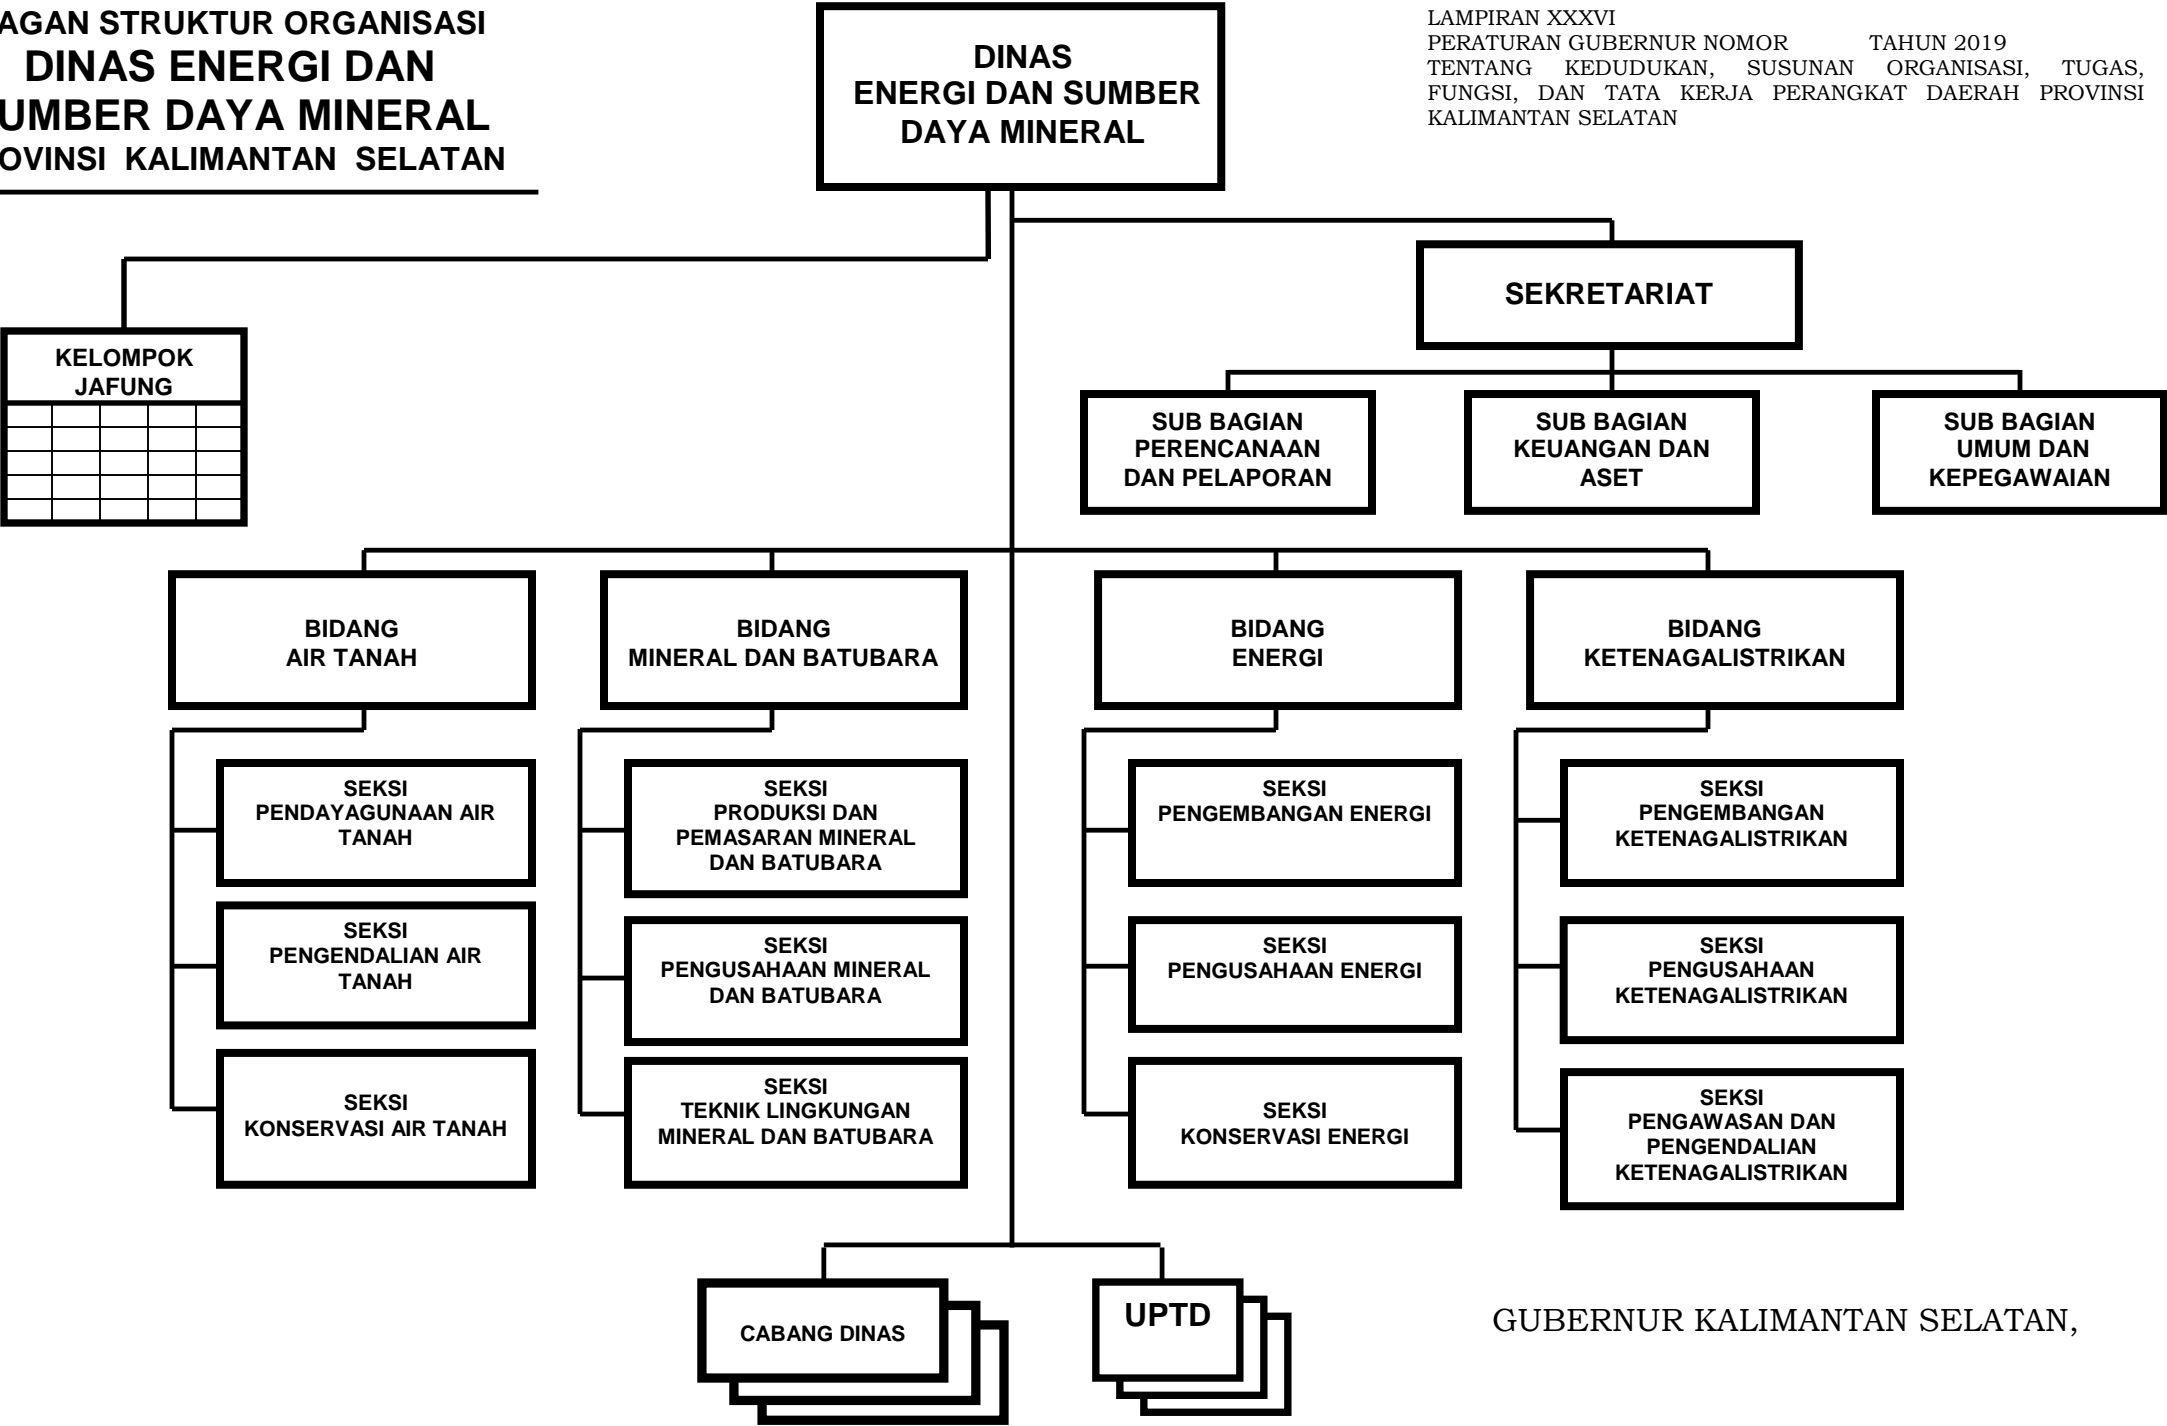 AGAN STRUKTUR ORGANISASI
DINAS ENERGI DAN
UMBER DAYA MINERAL
OVINSI KALIMANTAN SELATAN
DINAS
ENERGI DAN SUMBER
DAYA MINERAL
LAMPIRAN XXXVI
PERATURAN GUBERNUR NOMOR TAHUN 2019
TENTANG KEDUDUKAN, SUSUNAN ORGANISASI, TUGAS,
FUNGSI, DAN TATA KERJA PERANGKAT DAERAH PROVINSI
KALIMANTAN SELATAN
SEKRETARIAT
KELOMPOK
JAFUNG
SUB BAGIAN
PERENCANAAN
DAN PELAPORAN
SUB BAGIAN
KEUANGAN DAN
ASET
SUB BAGIAN
UMUM DAN
KEPEGAWAIAN
BIDANG
AIR TANAH
BIDANG
MINERAL DAN BATUBARA
BIDANG
ENERGI
BIDANG
KETENAGALISTRIKAN
SEKSI
PENDAYAGUNAAN AIR
TANAH
SEKSI
PRODUKSI DAN
PEMASARAN MINERAL
DAN BATUBARA
SEKSI
PENGEMBANGAN ENERGI
SEKSI
PENGEMBANGAN
KETENAGALISTRIKAN
SEKSI
PENGENDALIAN AIR
TANAH
SEKSI
PENGUSAHAAN MINERAL
DAN BATUBARA
SEKSI
PENGUSAHAAN ENERGI
SEKSI
PENGUSAHAAN
KETENAGALISTRIKAN
SEKSI
KONSERVASI AIR TANAH
SEKSI
TEKNIK LINGKUNGAN
MINERAL DAN BATUBARA
SEKSI
KONSERVASI ENERGI
SEKSI
PENGAWASAN DAN
PENGENDALIAN
KETENAGALISTRIKAN
CABANG DINAS
UPTD
GUBERNUR KALIMANTAN SELATAN,